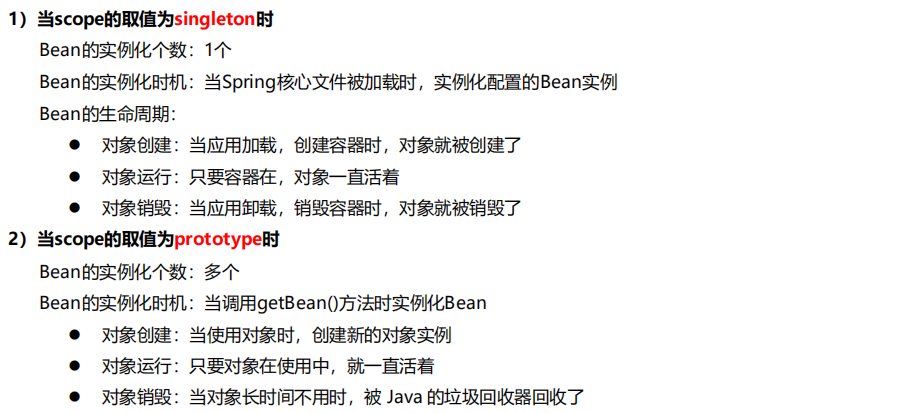 1）当scope的取值为singleton时
Bean的实例化个数：1个
Bean的实例化时机：当Spring核心文件被加载时，实例化配置的Bean实例
Bean的生命周期：
● 对象创建：当应用加载，创建容器时，对象就被创建了
● 对象运行：只要容器在，对象一直活着
● 对象销毁：当应用卸载，销毁容器时，对象就被销毁了
2）当scope的取值为prototype时
Bean的实例化个数：多个
Bean的实例化时机：当调用getBean()方法时实例化Bean
● 对象创建：当使用对象时，创建新的对象实例
● 对象运行：只要对象在使用中，就一直活着
● 对象销毁：当对象长时间不用时，被 Java 的垃圾回收器回收了